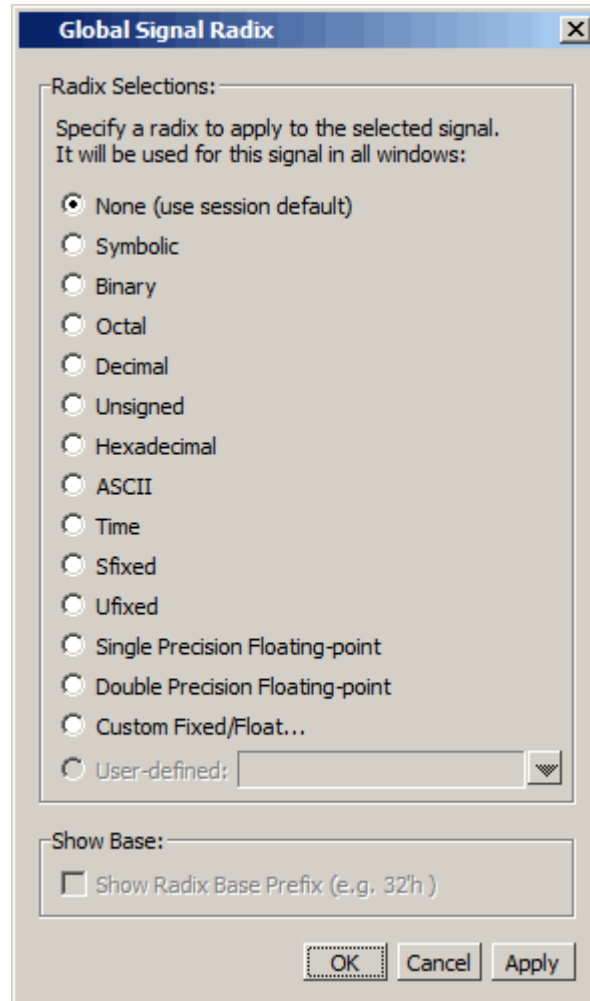 Global Signal Radix
Radix Selections:
Specify a radix to apply to the selected signal.
It will be used for this signal in all windows:
None (use session default)
Symbolic
Binary
Octal
Decimal
Unsigned
Hexadecimal
ASCII
Time
Sfixed
Ufixed
Single Precision Floating-point
Double Precision Floating-point
Custom Fixed/Float...
User-defined:
Show Base:
Show Radix Base Prefix (e.g. 32'h )
OK Cancel Apply